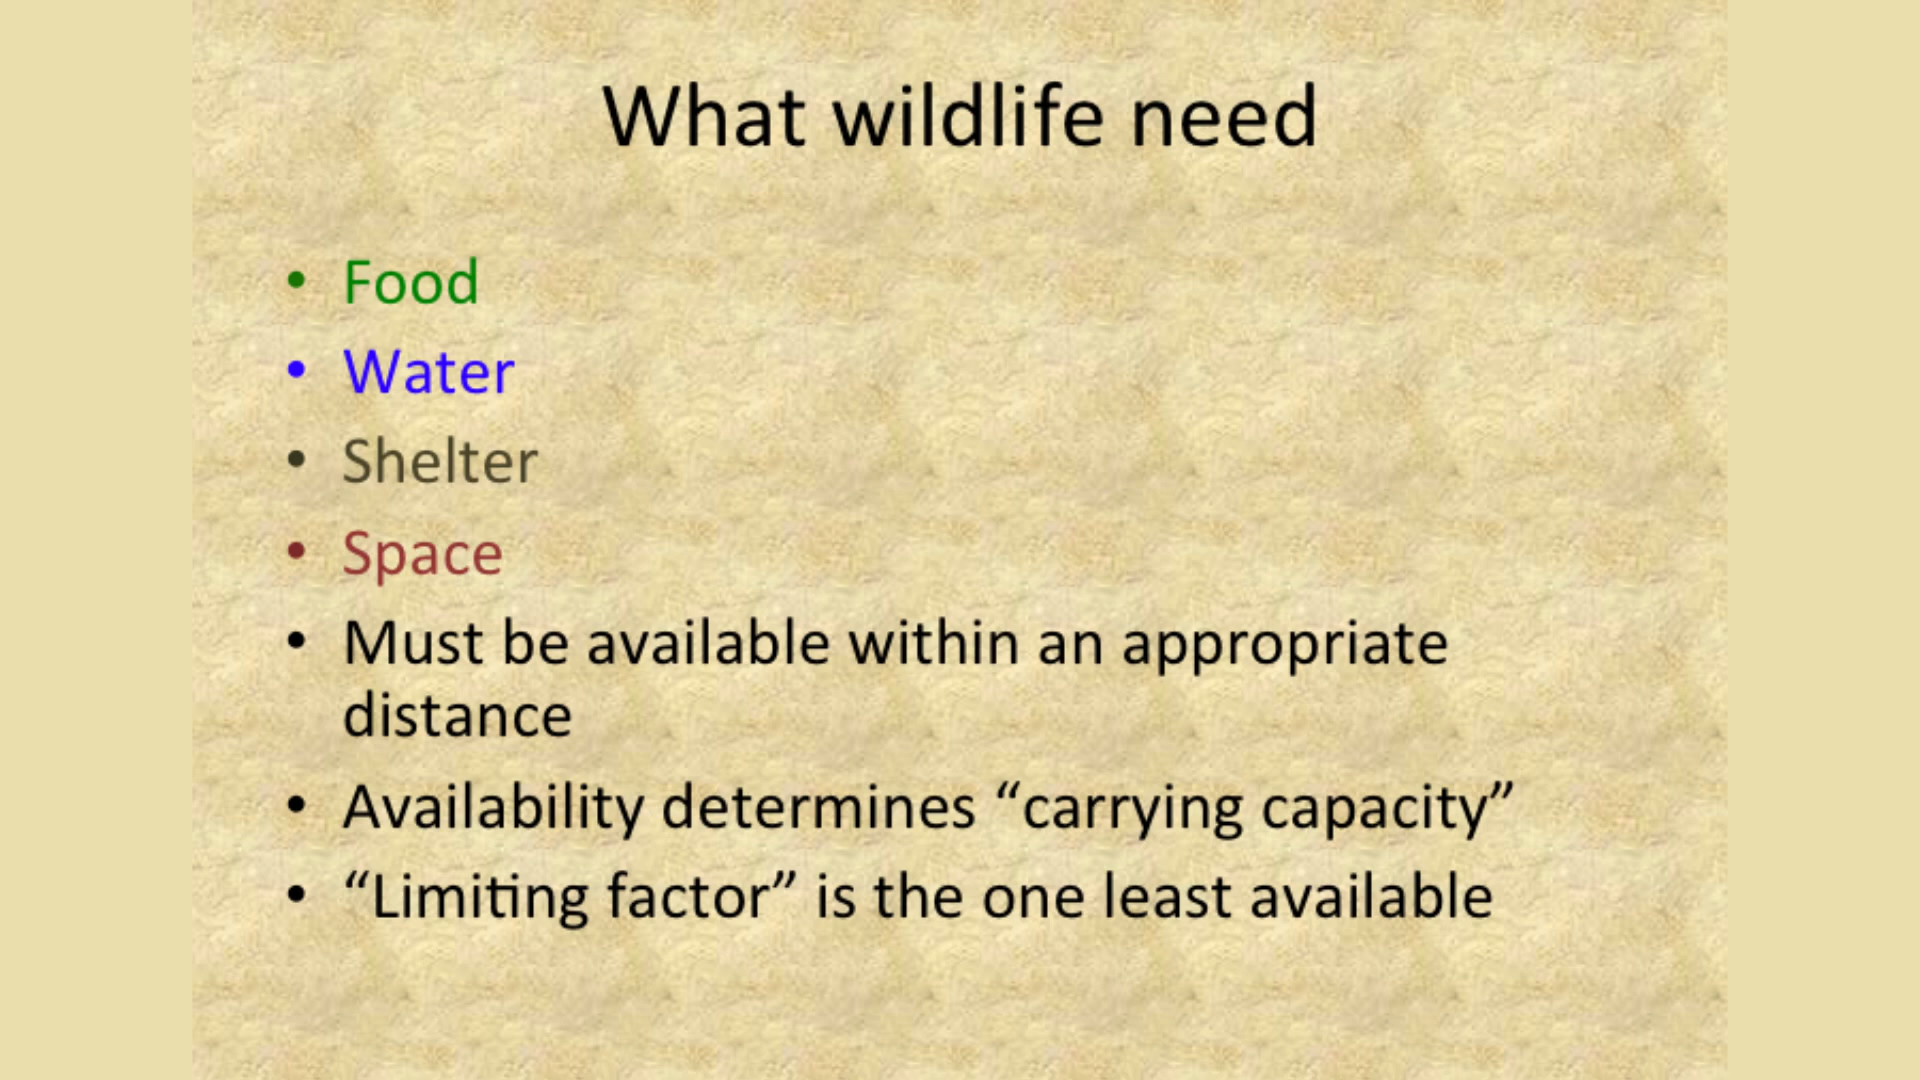 What wildlife need
• Food
• Water
• Shelter
• Space
• Must be available within an appropriate
distance
• Availability determines “carrying capacity”
• “Limiting factor” is the one least available